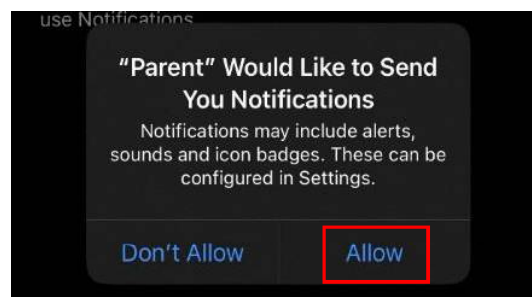 use Notifications
“Parent” Would Like to Send
You Notifications
Notifications may include alerts,
sounds and icon badges. These can be
configured in Settings.
Don’t Allow
Allow